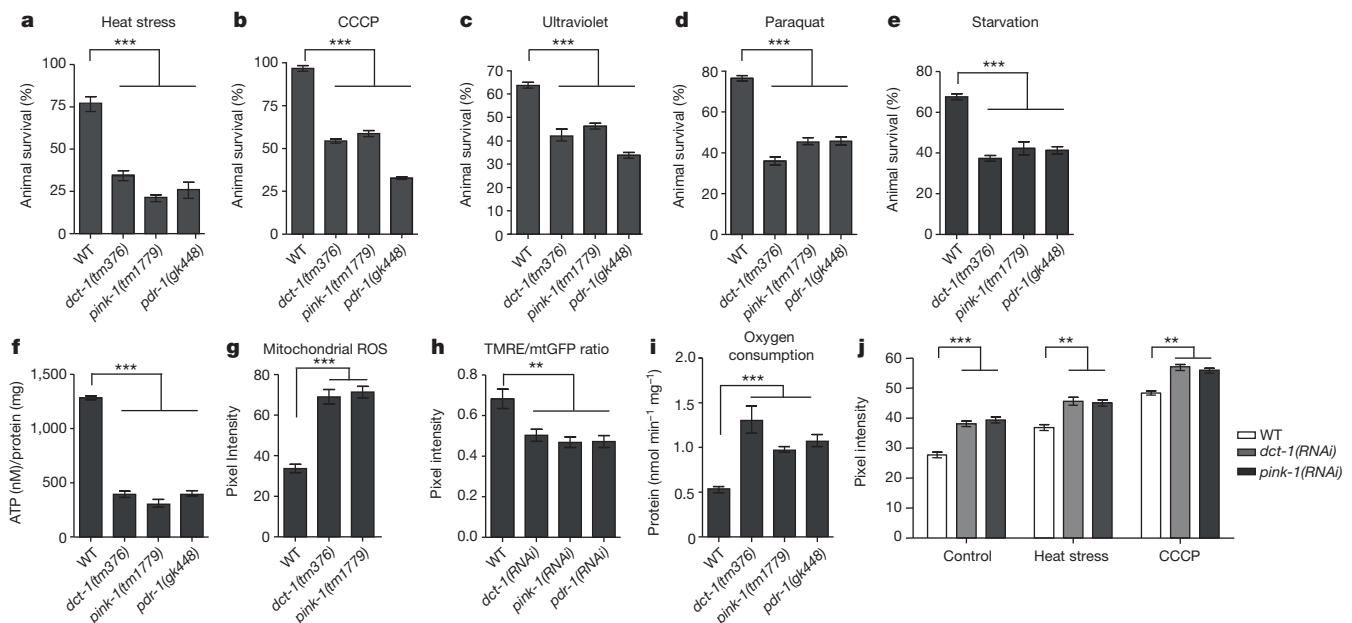 a Heat stress
***
Animal survival (%)
100
75
50
25
0
WT
dct-1(tm376)
pink-1(tm1779)
pdr-1(gk448)
b CCCP
***
Animal survival (%)
100
75
50
25
0
WT
dct-1(tm376)
pink-1(tm1779)
pdr-1(gk448)
c Ultraviolet
***
Animal survival (%)
70
60
50
40
30
20
10
0
WT
dct-1(tm376)
pink-1(tm1779)
pdr-1(gk448)
d Paraquat
***
Animal survival (%)
80
60
40
20
0
WT
dct-1(tm376)
pink-1(tm1779)
pdr-1(gk448)
e Starvation
***
Animal survival (%)
80
60
40
20
0
WT
dct-1(tm376)
pink-1(tm1779)
pdr-1(gk448)
f
***
ATP (nM)/protein (mg)
1,500
1,000
500
0
WT
dct-1(tm376)
pink-1(tm1779)
pdr-1(gk448)
g Mitochondrial ROS
***
Pixel Intensity
80
60
40
20
0
WT
dct-1(tm376)
pink-1(tm1779)
h TMRE/mtGFP ratio
**
Pixel intensity
0.8
0.6
0.4
0.2
0.0
WT
dct-1(RNAi)
pink-1(RNAi)
pdr-1(RNAi)
i Oxygen
consumption
***
Protein (nmol min⁻¹ mg⁻¹)
2.0
1.5
1.0
0.5
0
WT
dct-1(tm376)
pink-1(tm1779)
pdr-1(gk448)
j
*** ** **
Pixel intensity
60
50
40
30
20
10
0
Control Heat stress CCCP
WT
dct-1(RNAi)
pink-1(RNAi)